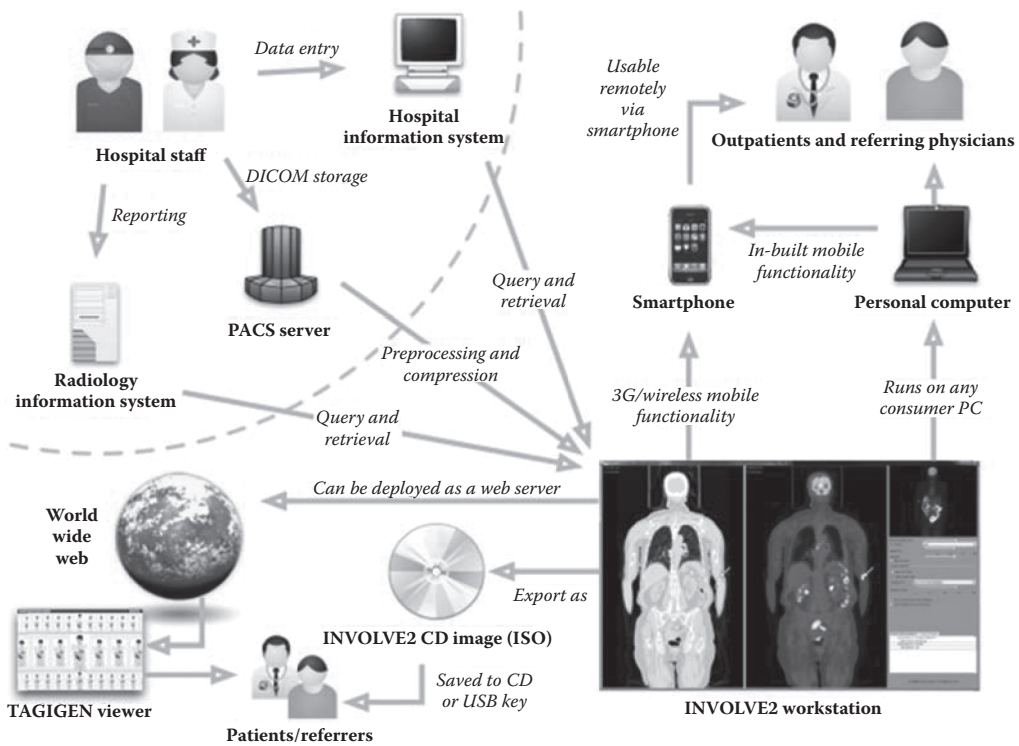 Data entry
Hospital
information system
Hospital staff
DICOM storage
Reporting
PACS server
Radiology
information system
Query and
retrieval
Preprocessing and
compression
Query and
retrieval
Usable
remotely
via
smartphone
Outpatients and referring physicians
In-built mobile
functionality
Smartphone
Personal computer
3G/wireless mobile
functionality
Runs on any
consumer PC
Can be deployed as a web server
World
wide
web
Export as
INVOLVE2 CD image (ISO)
Saved to CD
or USB key
TAGIGEN viewer
Patients/referrers
INVOLVE2 workstation